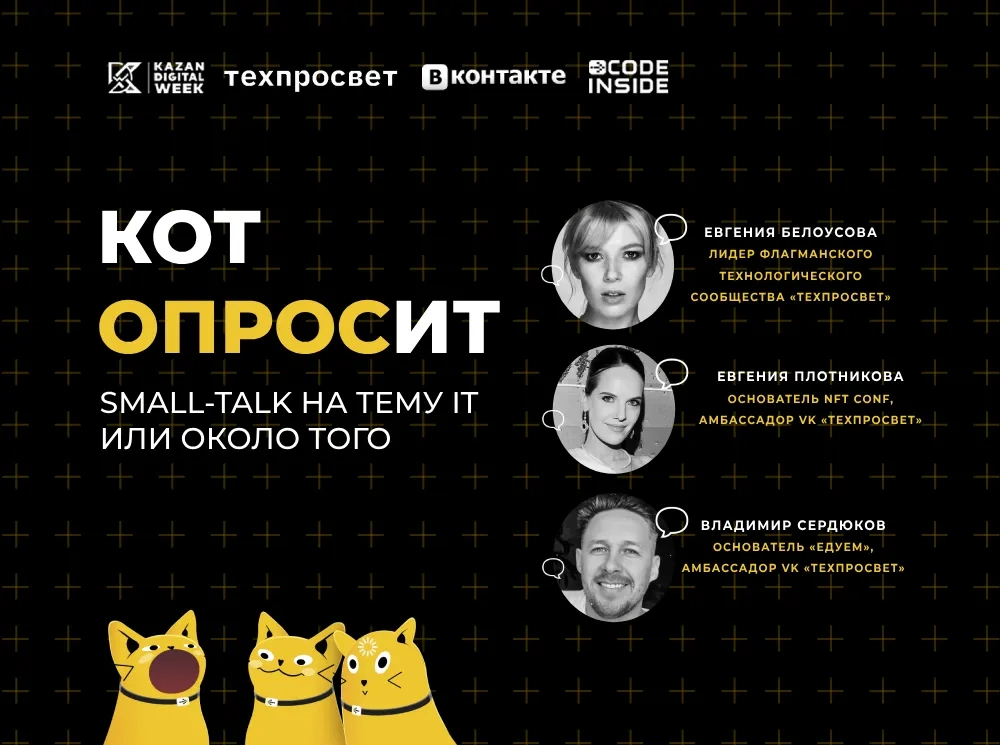 KAZAN
DIGITAL
WEEK
техпросвет
В контакте
CODE
INSIDE
КОТ
ОПРОСИТ
SMALL-TALK НА ТЕМУ IT
ИЛИ ОКОЛО ТОГО
ЕВГЕНИЯ БЕЛОУСОВА
ЛИДЕР ФЛАГМАНСКОГО
ТЕХНОЛОГИЧЕСКОГО
СООБЩЕСТВА «ТЕХПРОСВЕТ»
ЕВГЕНИЯ ПЛОТНИКОВА
ОСНОВАТЕЛЬ NFT CONF,
АМБАССАДОР VK «ТЕХПРОСВЕТ»
ВЛАДИМИР СЕРДЮКОВ
ОСНОВАТЕЛЬ «ЕДУЕМ»,
АМБАССАДОР VK «ТЕХПРОСВЕТ»